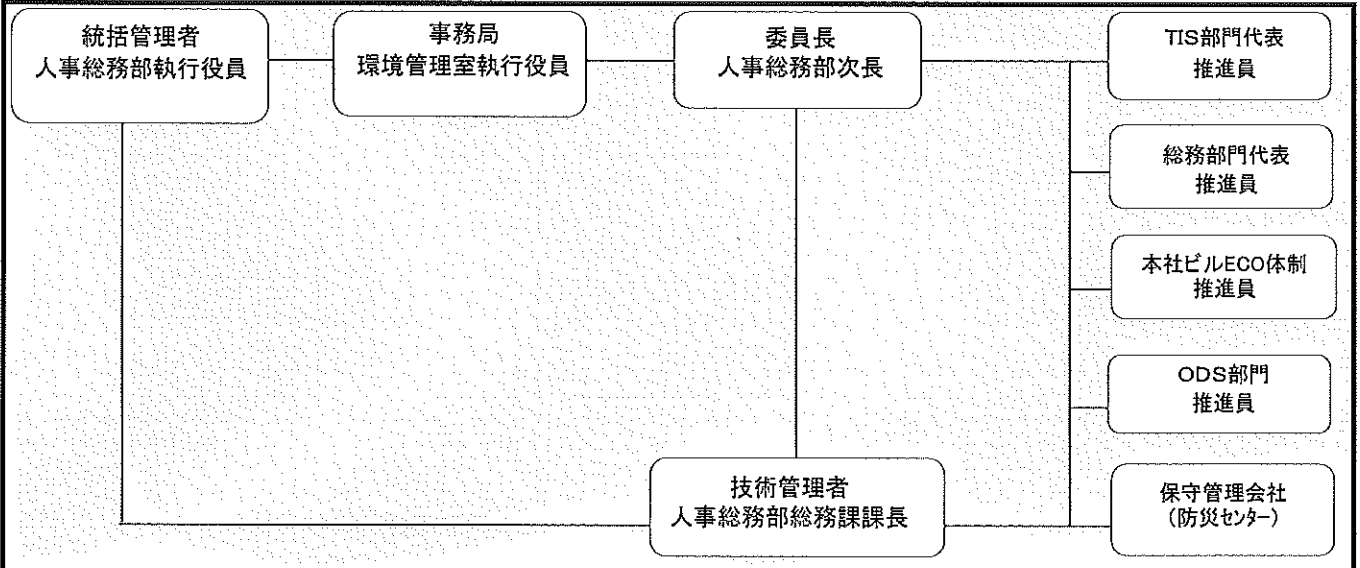 統括管理者
人事総務部執行役員
事務局
環境管理室執行役員
委員長
人事総務部次長
TIS部門代表
推進員
総務部門代表
推進員
本社ビルECO体制
推進員
ODS部門
推進員
技術管理者
人事総務部総務課課長
保守管理会社
(防災センター)